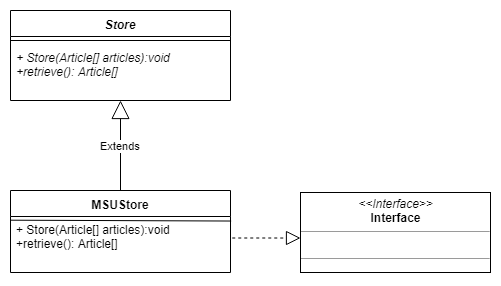 Store
+ Store(Article[] articles):void
+retrieve(): Article[]
Extends
MSUStore
+ Store(Article[] articles):void
+retrieve(): Article[]
<<Interface>>
Interface